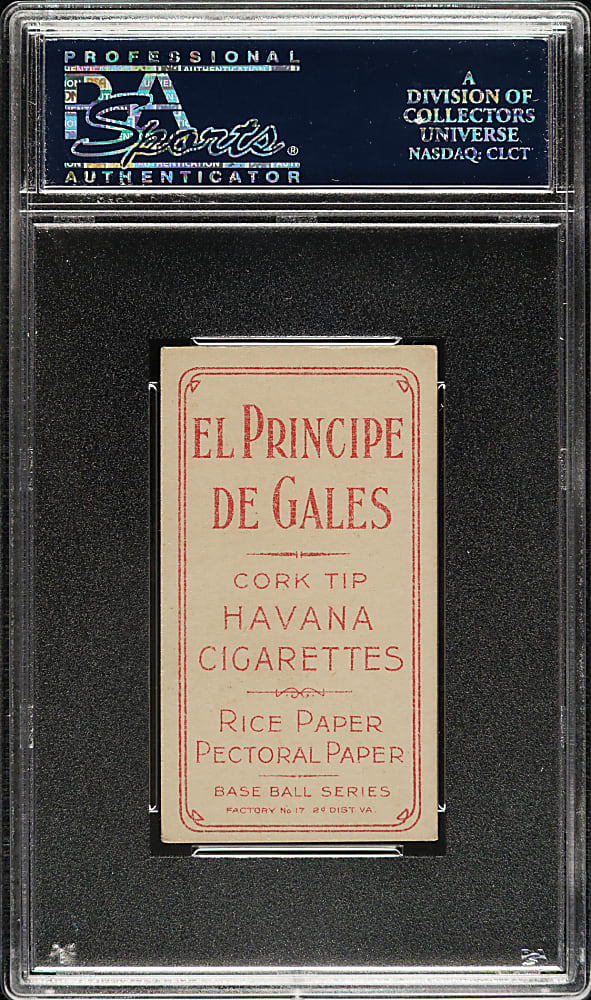 PROFESSIONAL
PSA
Sports®
AUTHENTICATOR
A
DIVISION OF
COLLECTORS
UNIVERSE
NASDAQ: CLCT
EL PRINCIPE
DE GALES
CORK TIP
HAVANA
CIGARETTES
RICE PAPER
PECTORAL PAPER
BASE BALL SERIES
FACTORY No 17 2d DIST VA.